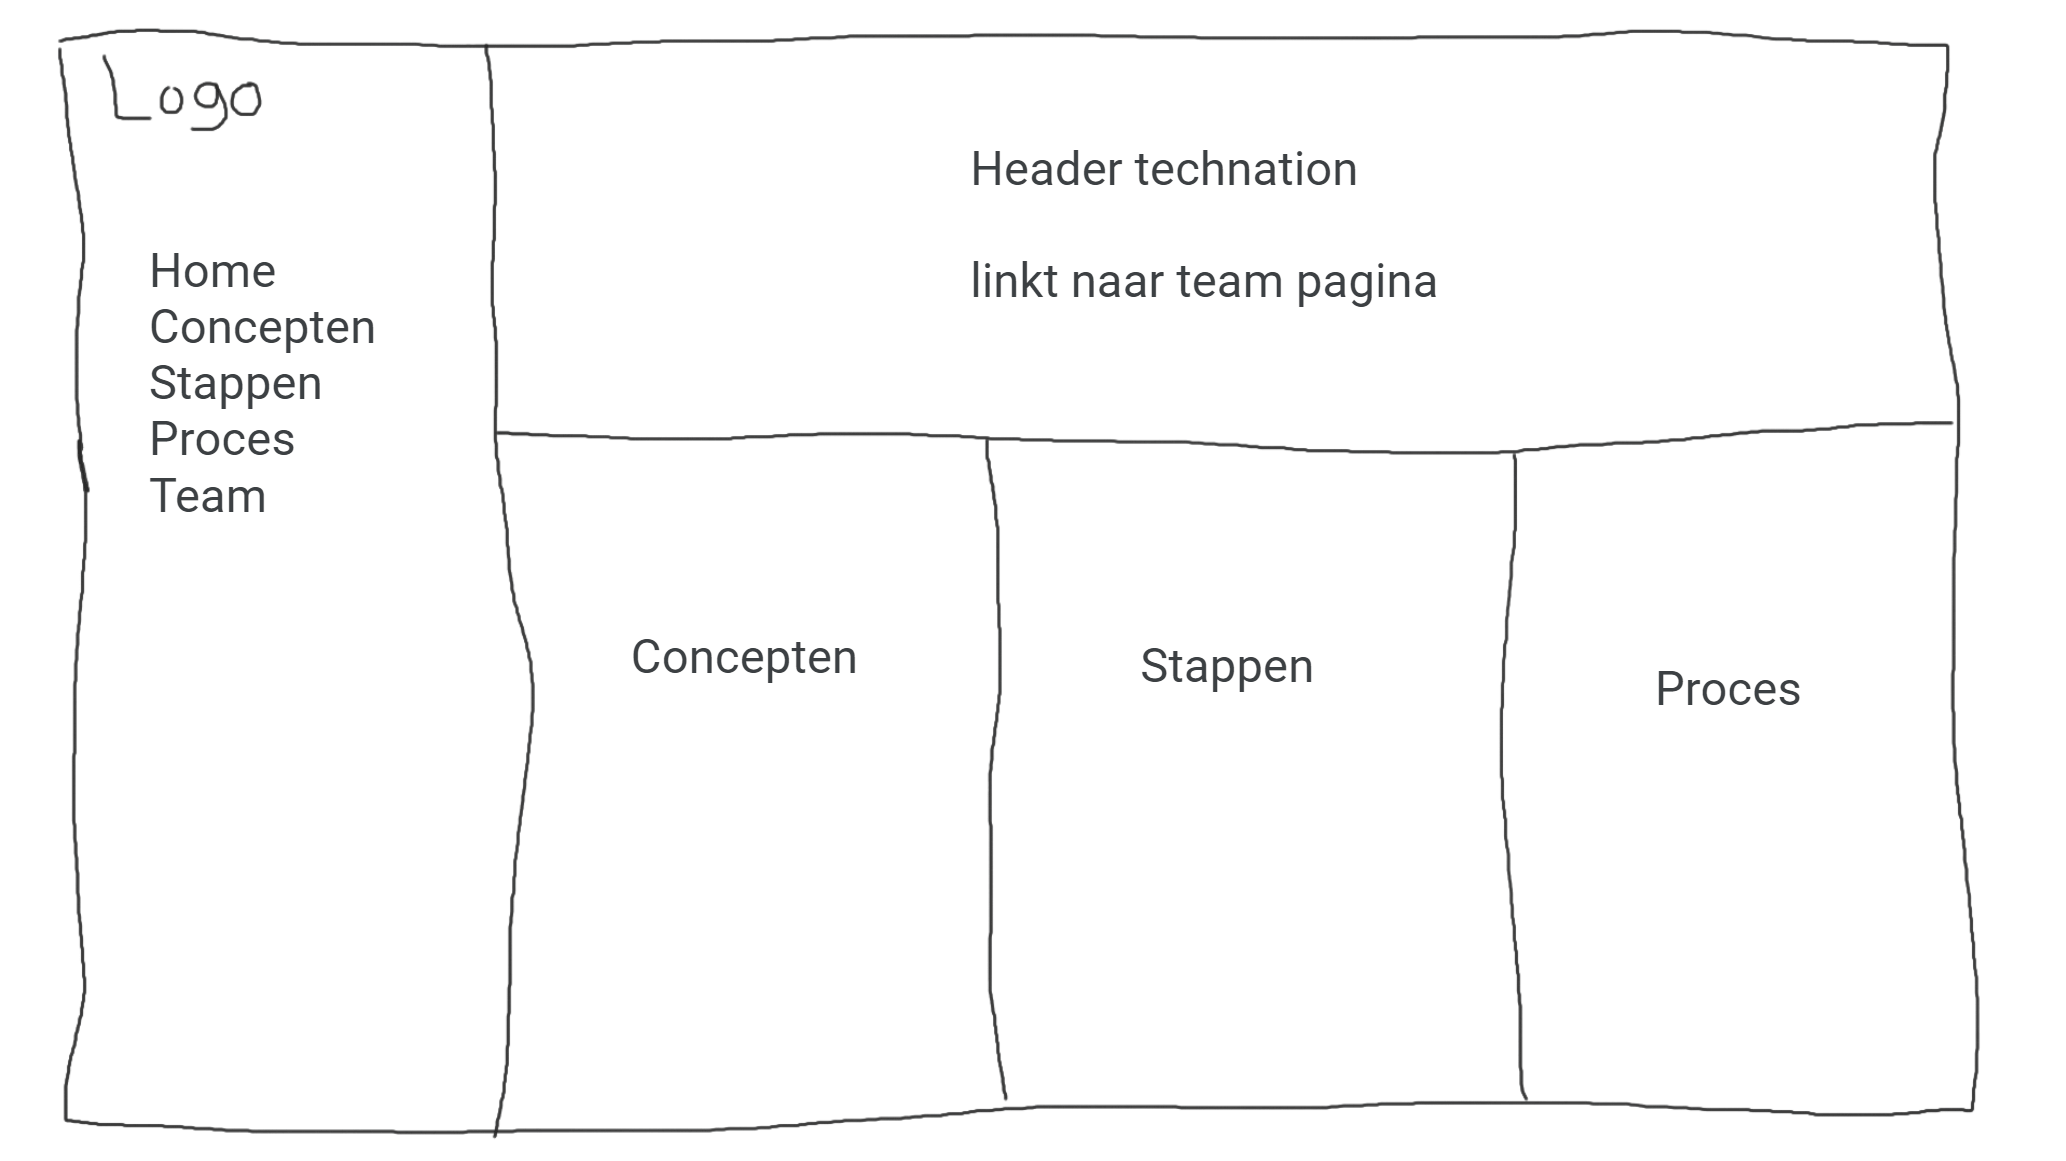 Logo
Home
Concepten
Stappen
Proces
Team
Header technation
linkt naar team pagina
Concepten
Stappen
Proces